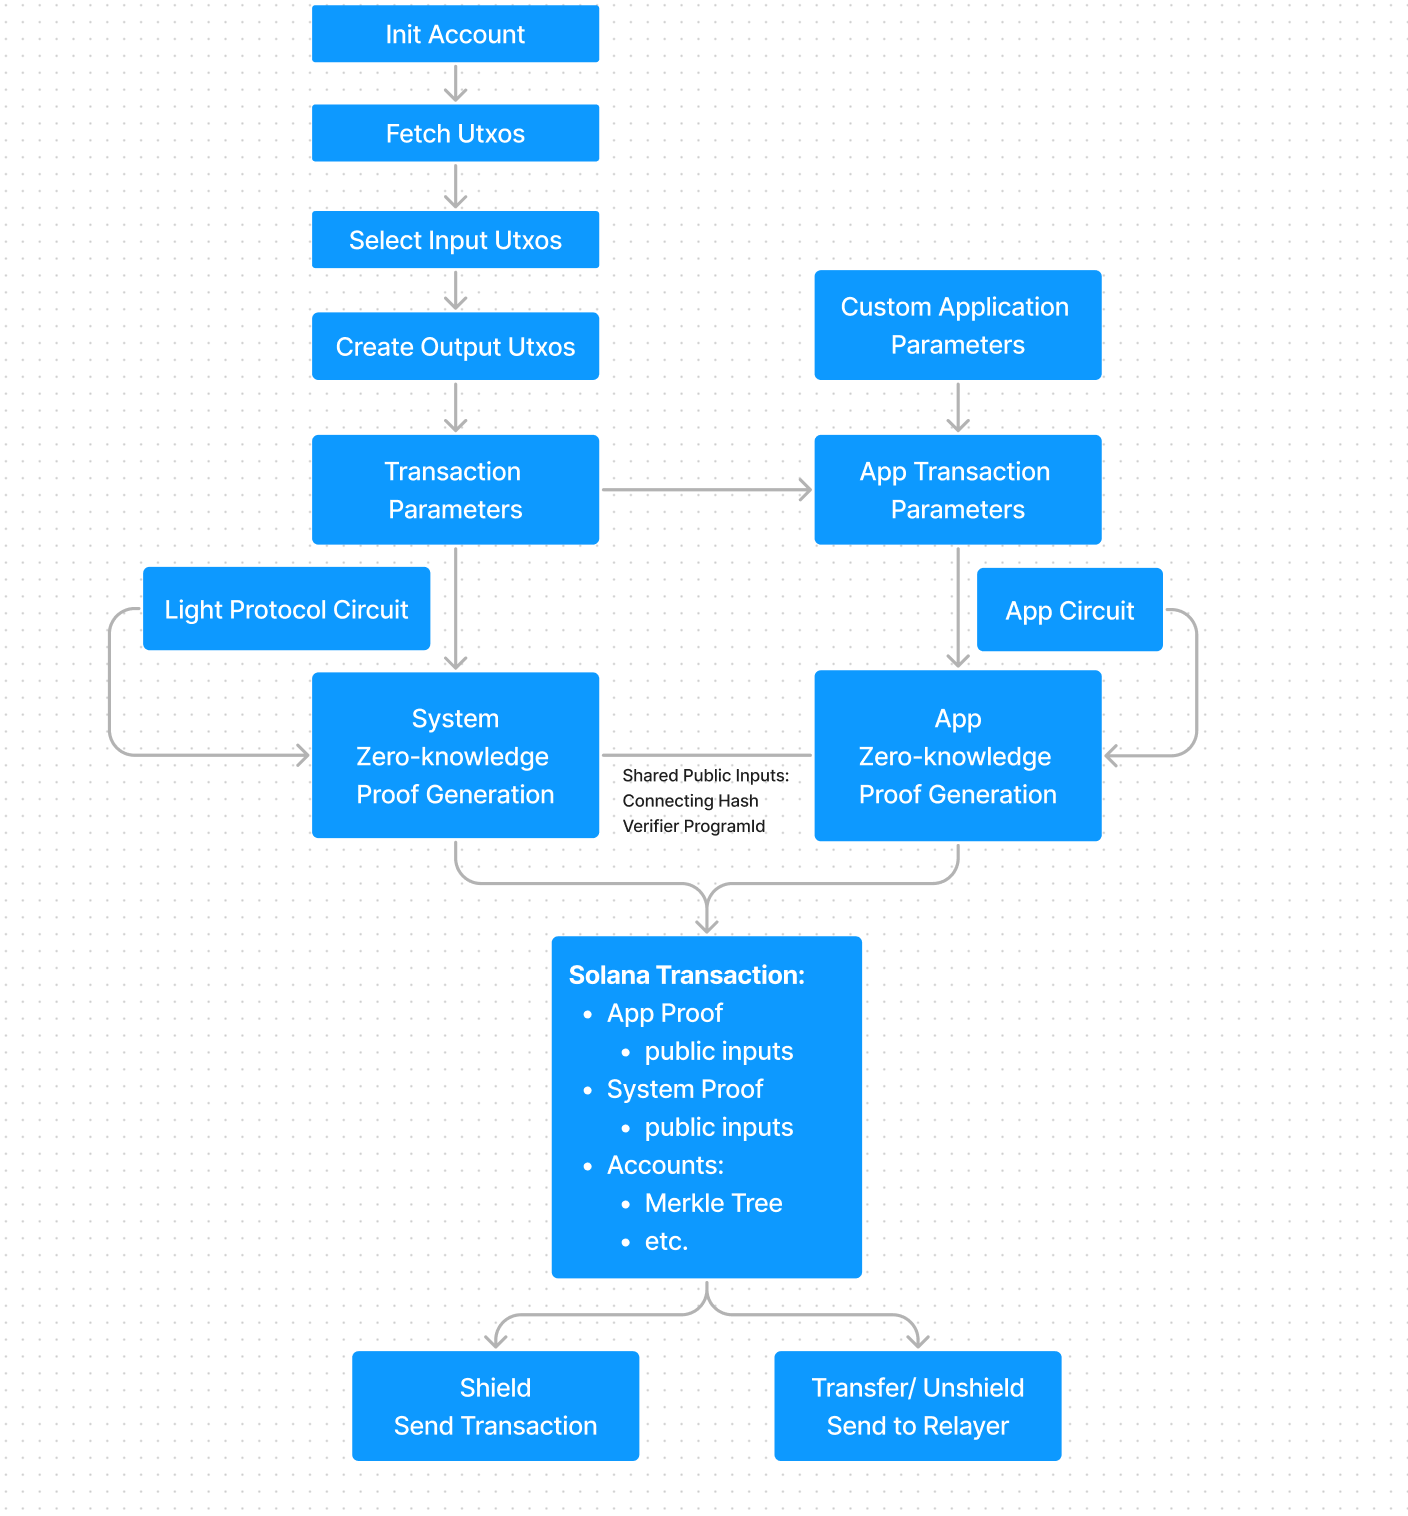 Init Account
Fetch Utxos
Select Input Utxos
Create Output Utxos
Custom Application
Parameters
Transaction
Parameters
App Transaction
Parameters
Light Protocol Circuit
App Circuit
System
Zero-knowledge
Proof Generation
Shared Public Inputs:
Connecting Hash
Verifier ProgramId
App
Zero-knowledge
Proof Generation
Solana Transaction:
• App Proof
• public inputs
• System Proof
• public inputs
• Accounts:
• Merkle Tree
• etc.
Shield
Send Transaction
Transfer/ Unshield
Send to Relayer